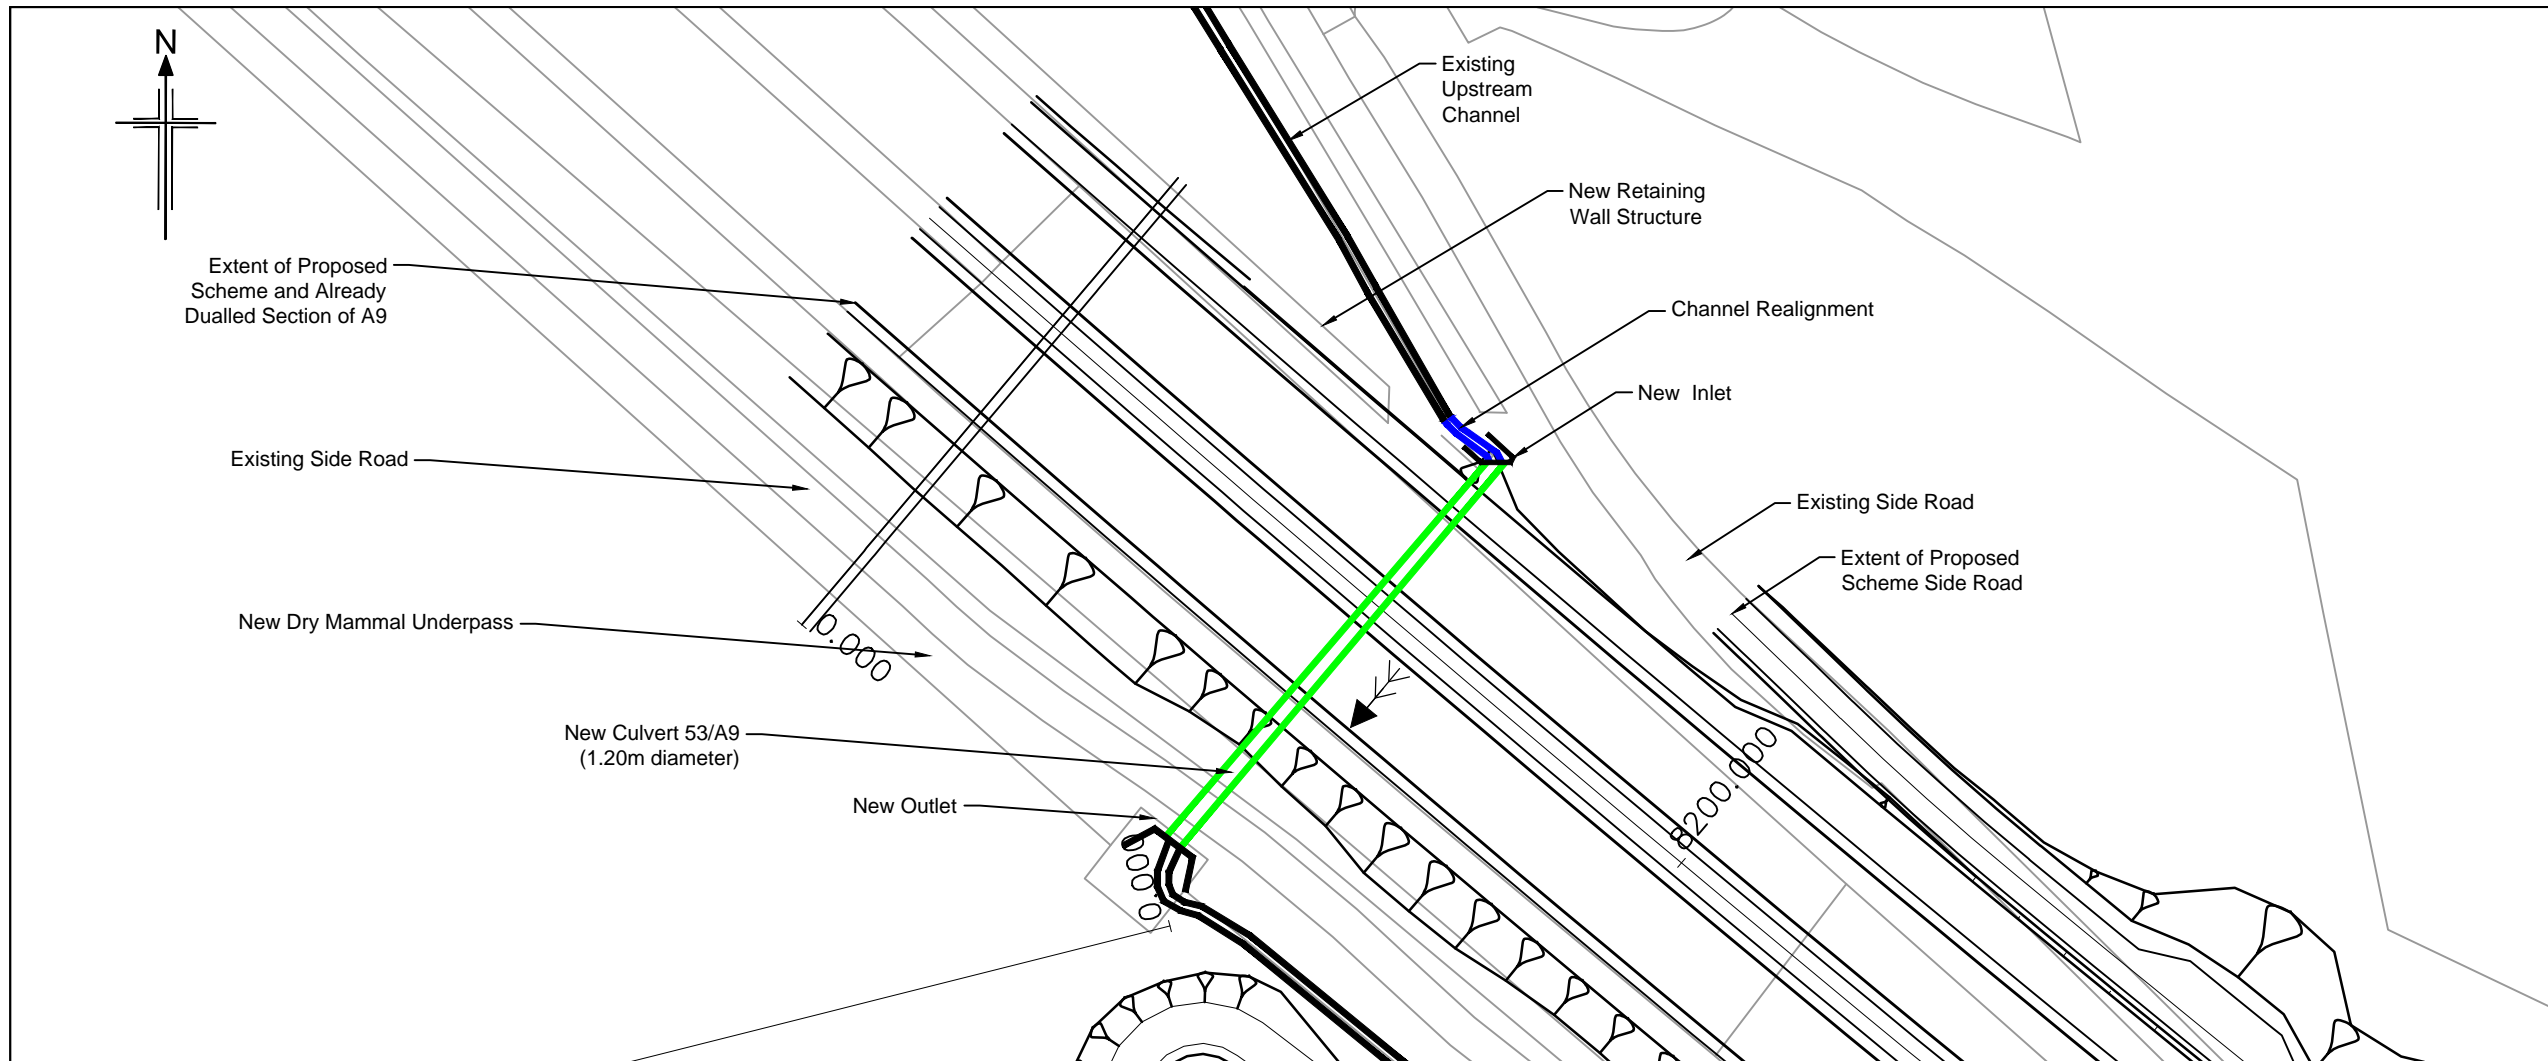 N
Existing
Upstream
Channel
New Retaining
Wall Structure
Extent of Proposed
Scheme and Already
Dualled Section of A9
Channel Realignment
New Inlet
Existing Side Road
Existing Side Road
Extent of Proposed
Scheme Side Road
New Dry Mammal Underpass
0.000
New Culvert 53/A9
(1.20m diameter)
8200.000
New Outlet
0.000